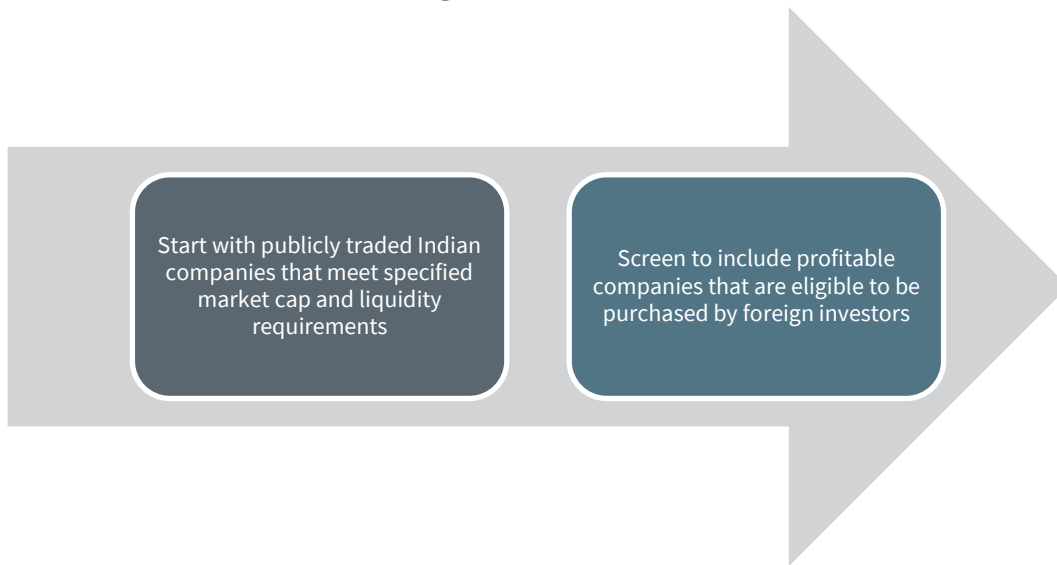 Start with publicly traded Indian
companies that meet specified
market cap and liquidity
requirements
Screen to include profitable
companies that are eligible to be
purchased by foreign investors